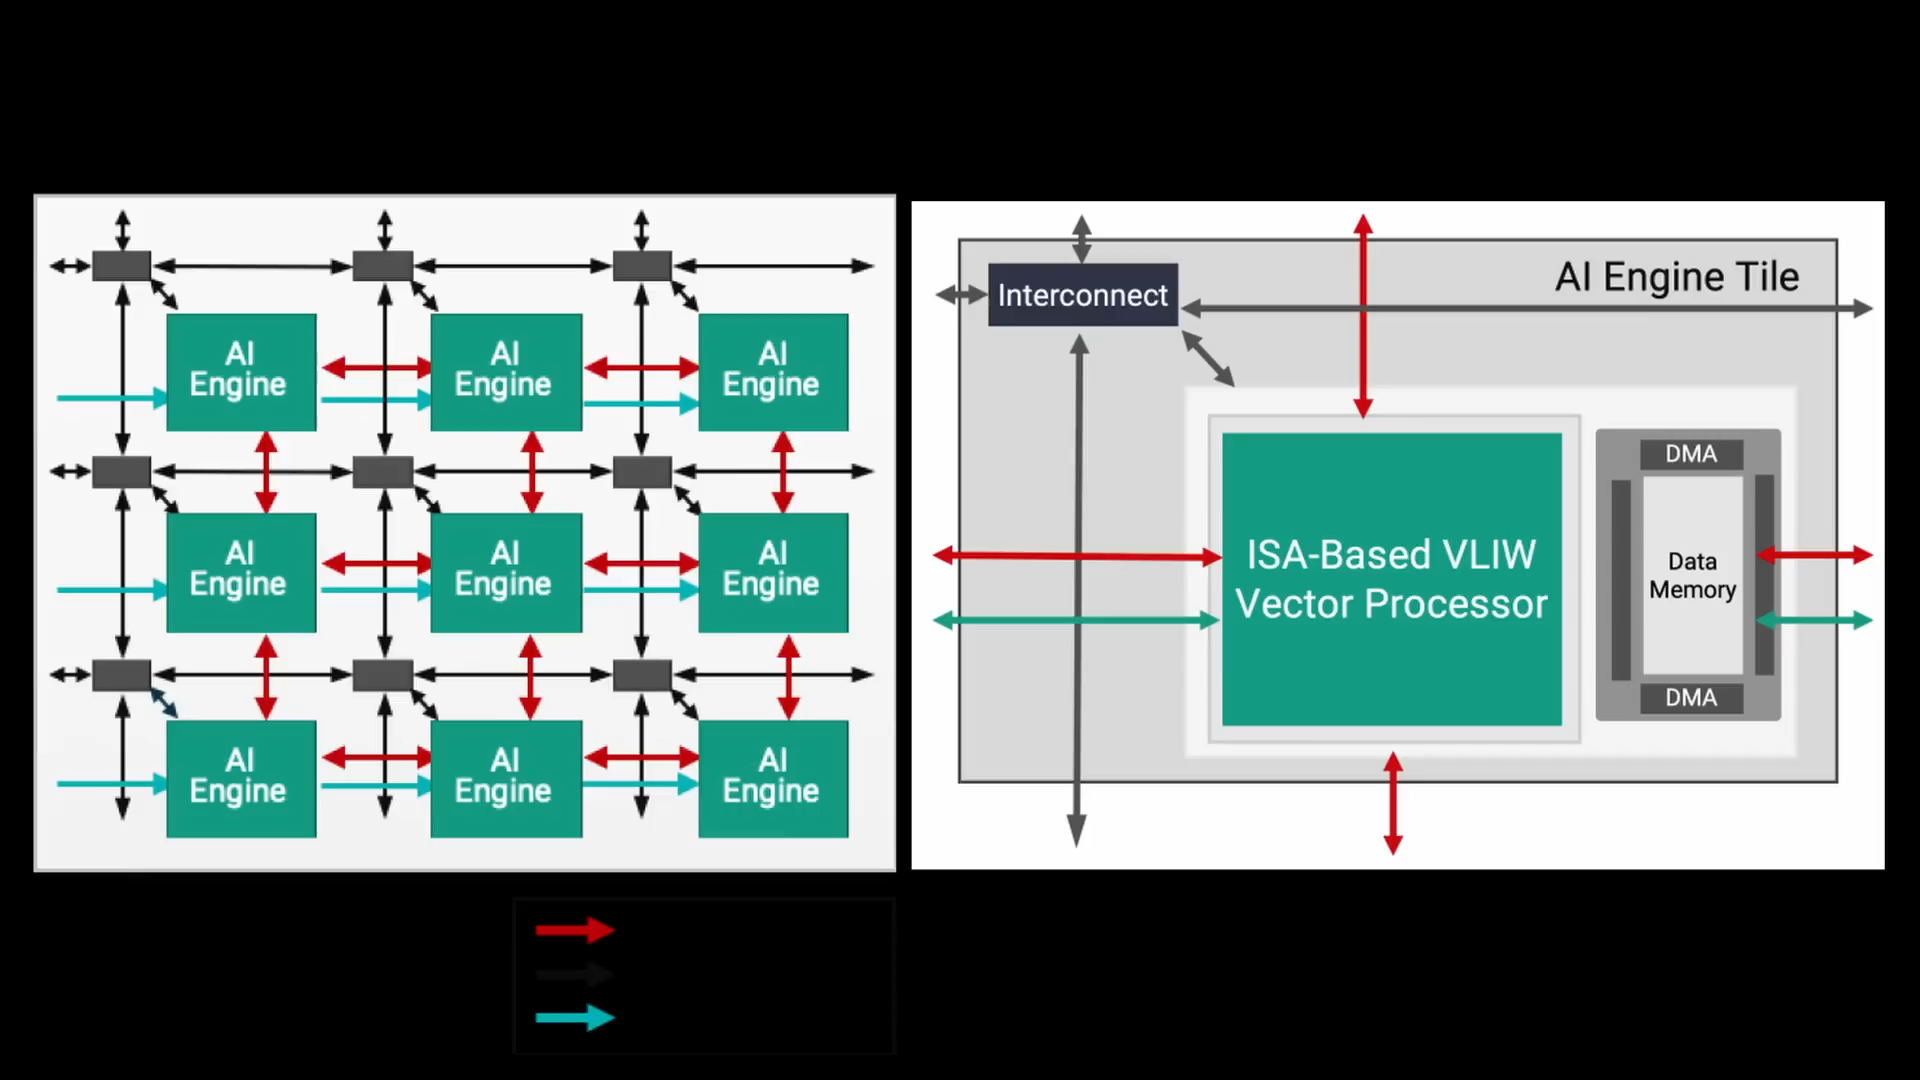 AI
Engine
AI
Engine
AI
Engine
AI
Engine
AI
Engine
AI
Engine
AI
Engine
AI
Engine
AI
Engine
AI Engine Tile
Interconnect
ISA-Based VLIW
Vector Processor
DMA
Data
Memory
DMA